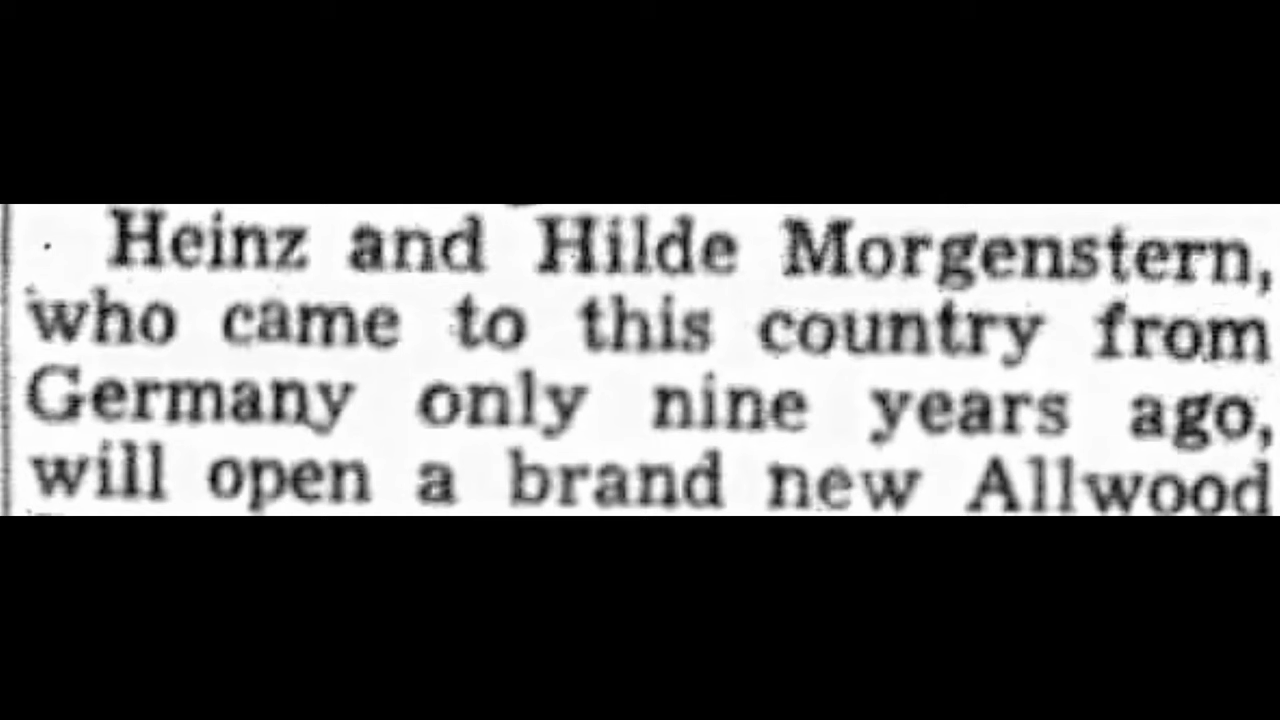 Heinz and Hilde Morgenstern,
who came to this country from
Germany only nine years ago,
will open a brand new Allwood